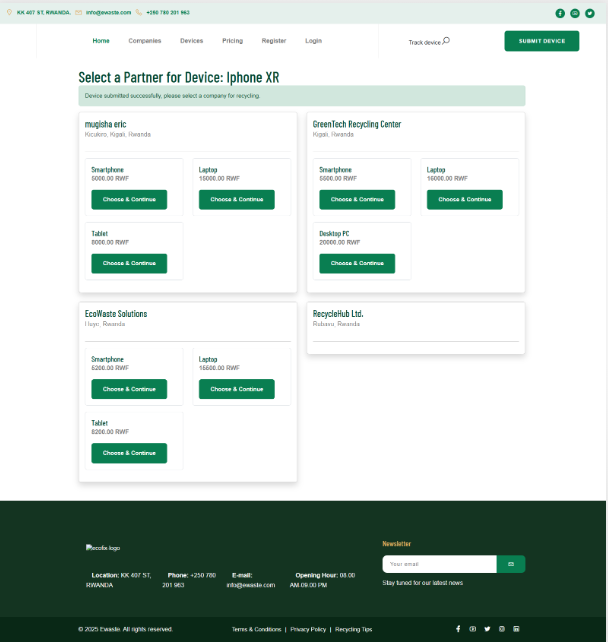 KK 407 ST, RWANDA. info@ewaste.com +250 780 201 963
Home Companies Devices Pricing Register Login Track device SUBMIT DEVICE
Select a Partner for Device: Iphone XR
Device submitted successfully, please select a company for recycling.
mugisha eric
Kicukiro, Kigali, Rwanda
Smartphone
5000.00 RWF
Choose & Continue
Laptop
15000.00 RWF
Choose & Continue
Tablet
8000.00 RWF
Choose & Continue
GreenTech Recycling Center
Kigali, Rwanda
Smartphone
5500.00 RWF
Choose & Continue
Laptop
16000.00 RWF
Choose & Continue
Desktop PC
20000.00 RWF
Choose & Continue
EcoWaste Solutions
Huye, Rwanda
Smartphone
5200.00 RWF
Choose & Continue
Laptop
15500.00 RWF
Choose & Continue
Tablet
8200.00 RWF
Choose & Continue
RecycleHub Ltd.
Rubavu, Rwanda
ecofix-logo
Location: KK 407 ST, RWANDA
Phone: +250 780 201 963
E-mail: info@ewaste.com
Opening Hour: 08.00 AM-09.00 PM
Newsletter
Your email
Stay tuned for our latest news
© 2025 Ewaste. All rights reserved. Terms & Conditions | Privacy Policy | Recycling Tips